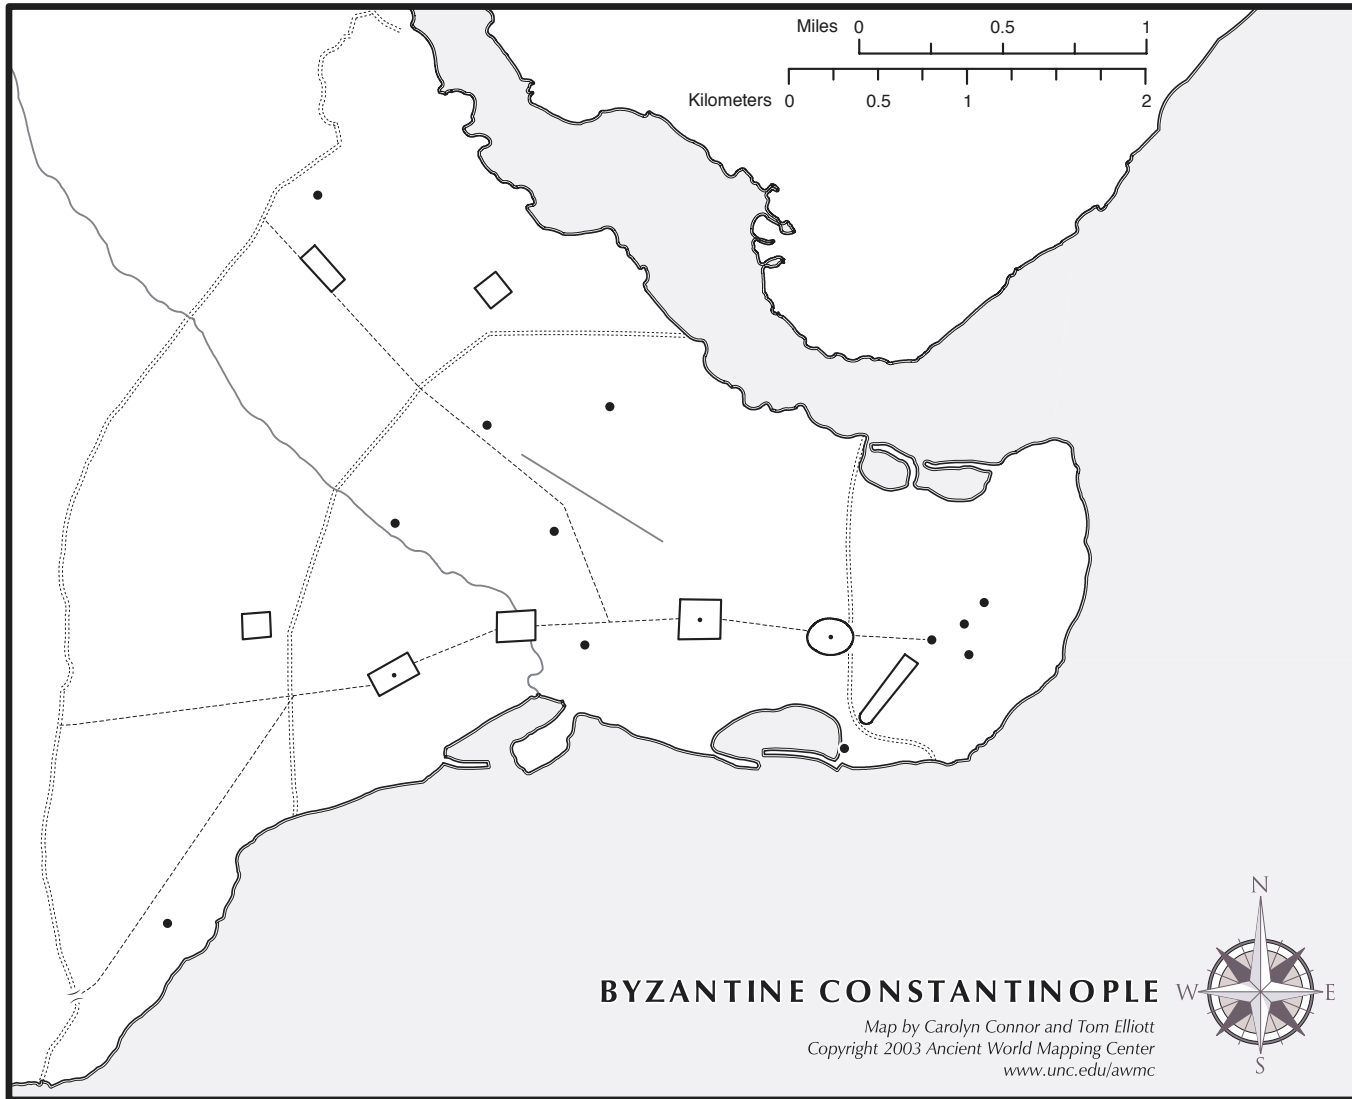 Miles 0 0.5 1
Kilometers 0 0.5 1 2
N
BYZANTINE CONSTANTINOPLE
W E
Map by Carolyn Connor and Tom Elliott
Copyright 2003 Ancient World Mapping Center
www.unc.edu/awmc
S